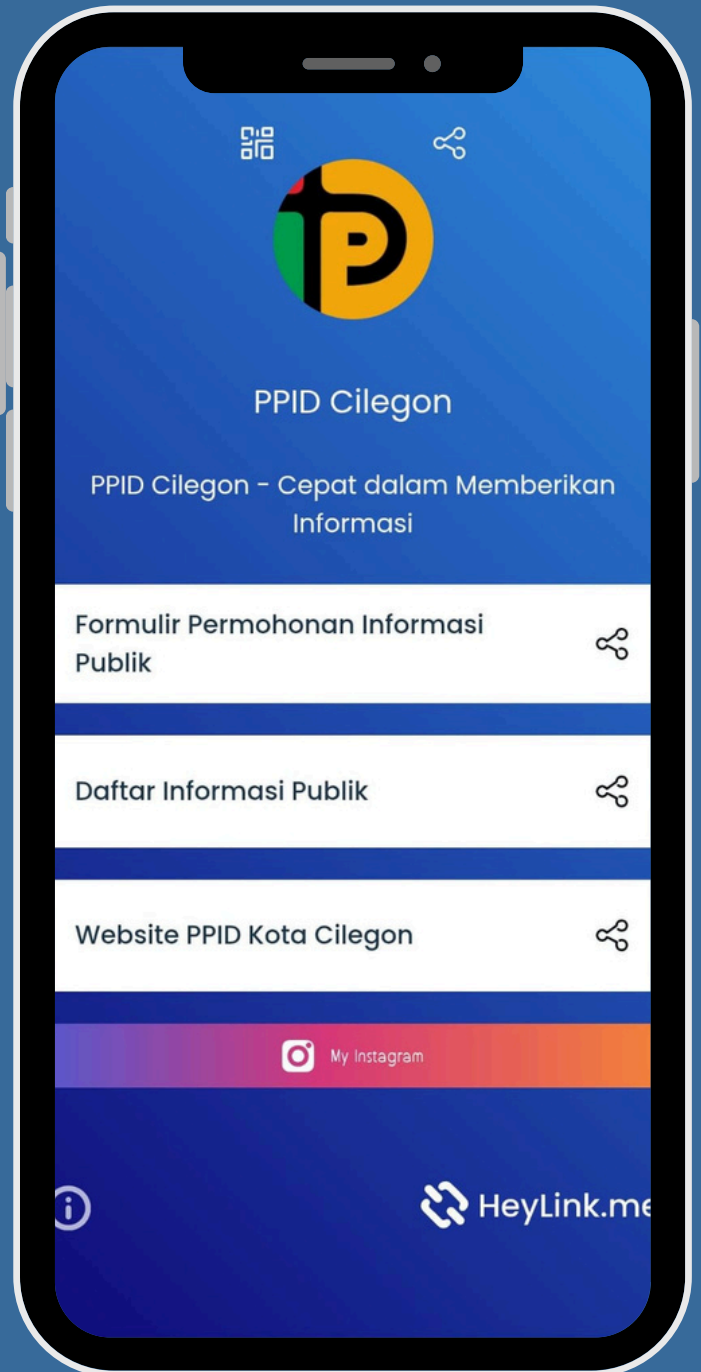 PPID Cilegon
PPID Cilegon - Cepat dalam Memberikan
Informasi
Formulir Permohonan Informasi
Publik
Daftar Informasi Publik
Website PPID Kota Cilegon
My Instagram
HeyLink.me